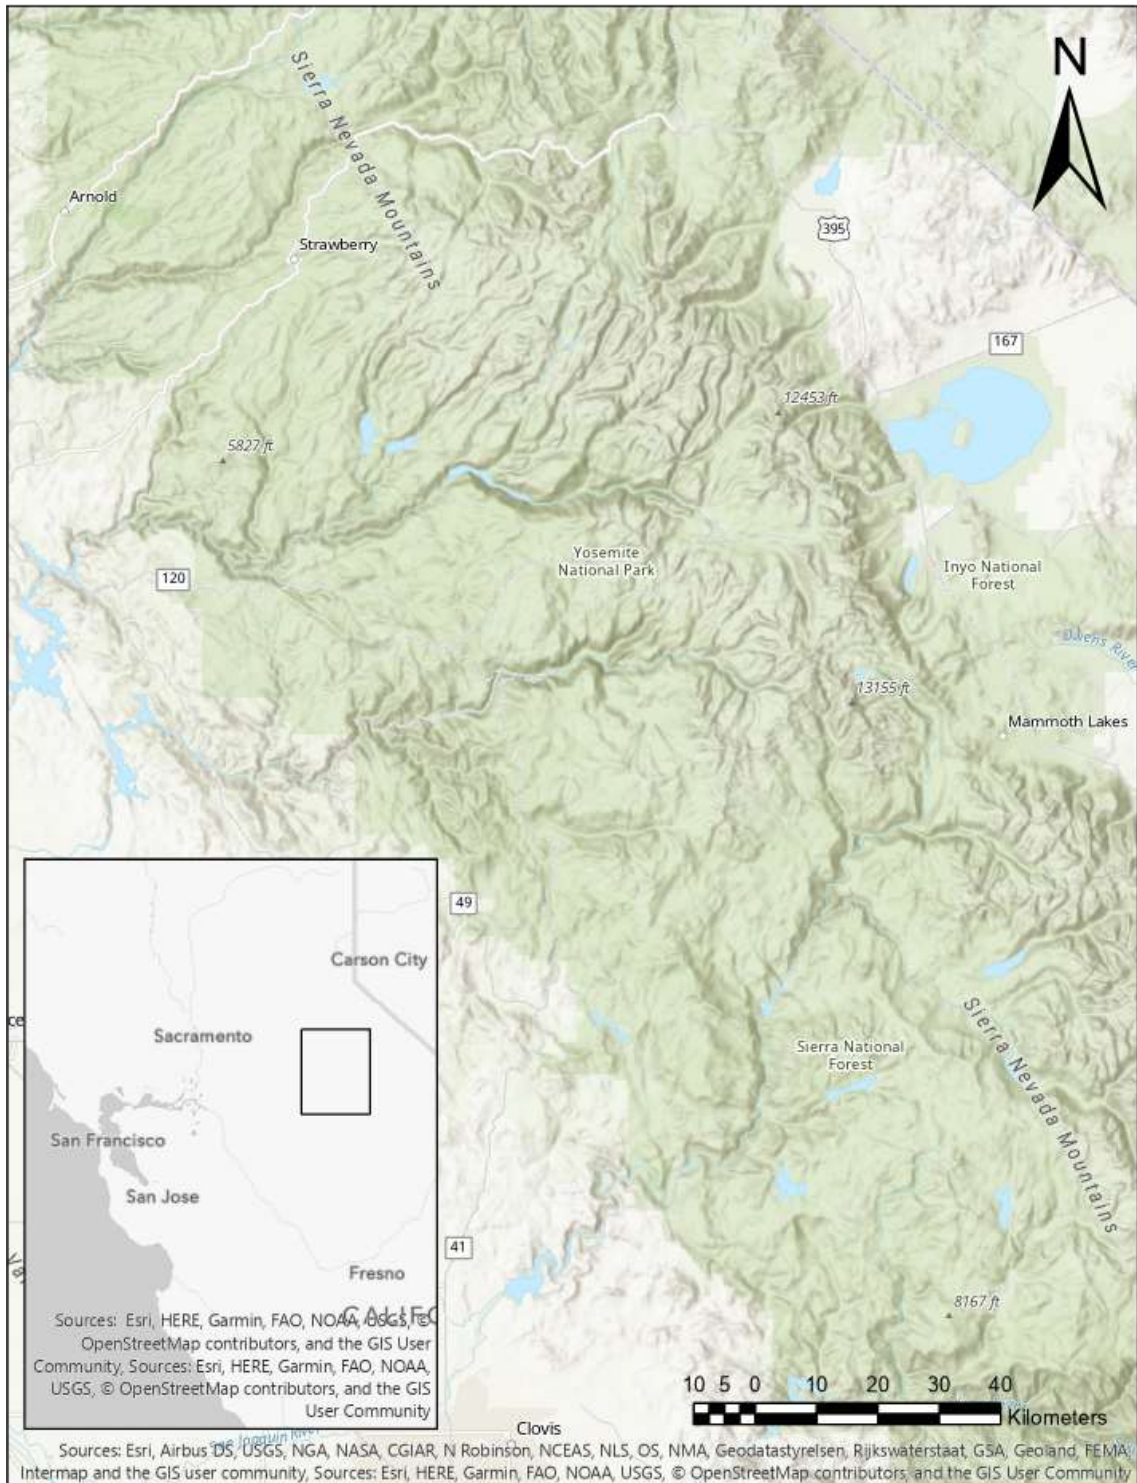 N
Sierra Nevada Mountains
Arnold
Strawberry
395
167
12453 ft
5827 ft
Yosemite
National Park
Inyo National
Forest
120
Owens River
13155 ft
Mammoth Lakes
49
Carson City
ce
Sacramento
Sierra National
Forest
Sierra Nevada Mountains
San Francisco
San Jose
41
Fresno
8167 ft
CALIFO
Sources: Esri, HERE, Garmin, FAO, NOAA, USGS, ©
OpenStreetMap contributors, and the GIS User
Community, Sources: Esri, HERE, Garmin, FAO, NOAA,
USGS, © OpenStreetMap contributors, and the GIS
User Community
10 5 0 10 20 30 40
Kilometers
Clovis
San Joaquin River
Sources: Esri, Airbus DS, USGS, NGA, NASA, CGIAR, N Robinson, NCEAS, NLS, OS, NMA, Geodatastyrelsen, Rijkswaterstaat, GSA, Geoland, FEMA,
Intermap and the GIS user community, Sources: Esri, HERE, Garmin, FAO, NOAA, USGS, © OpenStreetMap contributors, and the GIS User Community